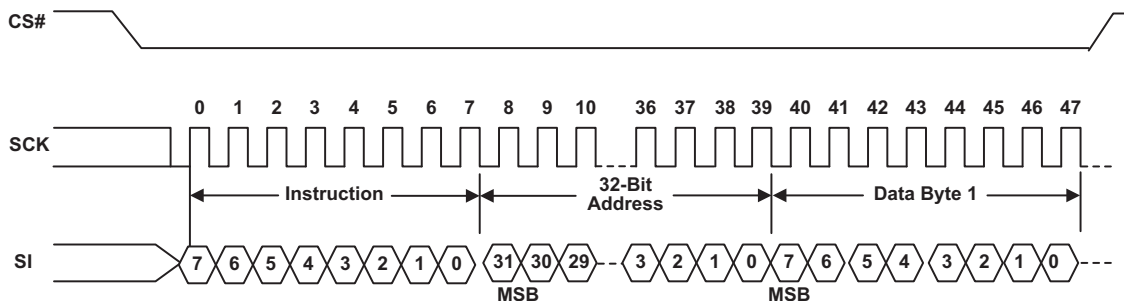 CS#
0 1 2 3 4 5 6 7 8 9 10 36 37 38 39 40 41 42 43 44 45 46 47
SCK
Instruction
32-Bit
Address
Data Byte 1
SI
7 6 5 4 3 2 1 0 31 30 29 3 2 1 0 7 6 5 4 3 2 1 0
MSB MSB